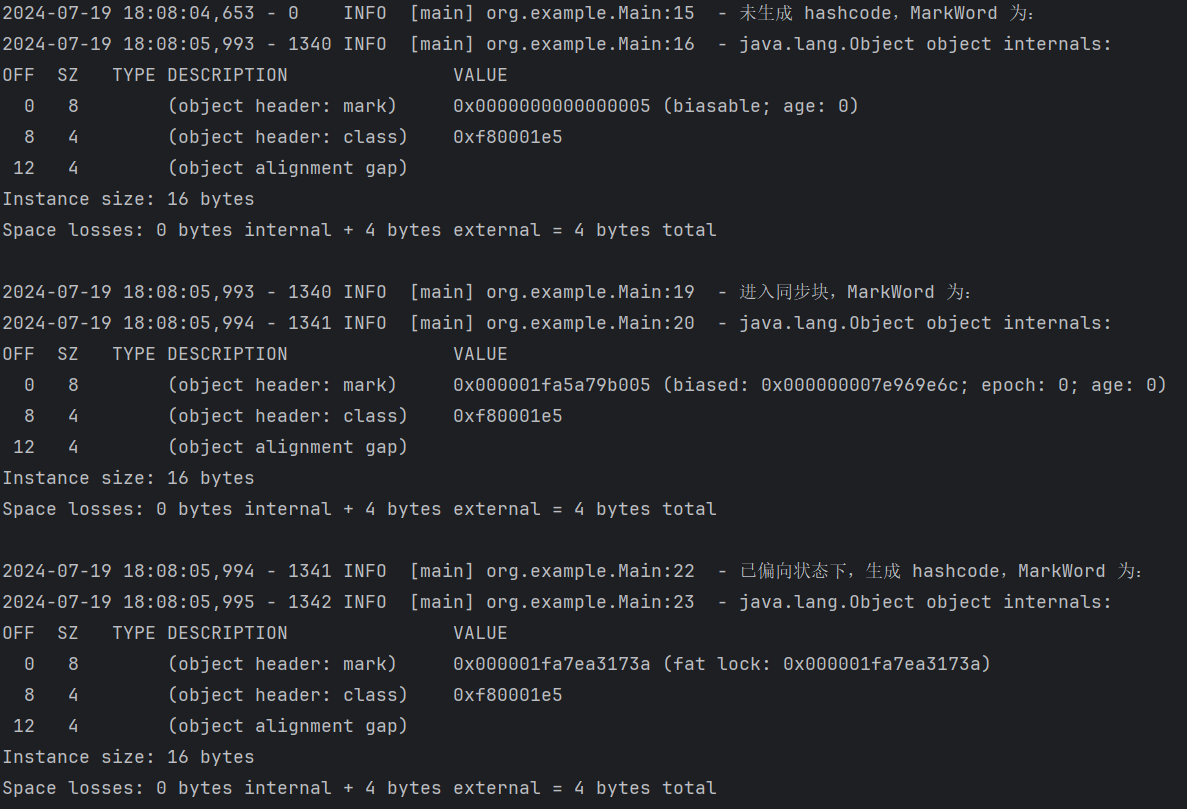 2024-07-19 18:08:04,653 - 0    INFO  [main] org.example.Main:15  - 未生成 hashcode，MarkWord 为：
2024-07-19 18:08:05,993 - 1340 INFO  [main] org.example.Main:16  - java.lang.Object object internals:
OFF  SZ   TYPE DESCRIPTION               VALUE
  0   8        (object header: mark)     0x0000000000000005 (biasable; age: 0)
  8   4        (object header: class)    0xf80001e5
 12   4        (object alignment gap)
Instance size: 16 bytes
Space losses: 0 bytes internal + 4 bytes external = 4 bytes total
2024-07-19 18:08:05,993 - 1340 INFO  [main] org.example.Main:19  - 进入同步块，MarkWord 为：
2024-07-19 18:08:05,994 - 1341 INFO  [main] org.example.Main:20  - java.lang.Object object internals:
OFF  SZ   TYPE DESCRIPTION               VALUE
  0   8        (object header: mark)     0x000001fa5a79b005 (biased: 0x000000007e969e6c; epoch: 0; age: 0)
  8   4        (object header: class)    0xf80001e5
 12   4        (object alignment gap)
Instance size: 16 bytes
Space losses: 0 bytes internal + 4 bytes external = 4 bytes total
2024-07-19 18:08:05,994 - 1341 INFO  [main] org.example.Main:22  - 已偏向状态下，生成 hashcode，MarkWord 为：
2024-07-19 18:08:05,995 - 1342 INFO  [main] org.example.Main:23  - java.lang.Object object internals:
OFF  SZ   TYPE DESCRIPTION               VALUE
  0   8        (object header: mark)     0x000001fa7ea3173a (fat lock: 0x000001fa7ea3173a)
  8   4        (object header: class)    0xf80001e5
 12   4        (object alignment gap)
Instance size: 16 bytes
Space losses: 0 bytes internal + 4 bytes external = 4 bytes total